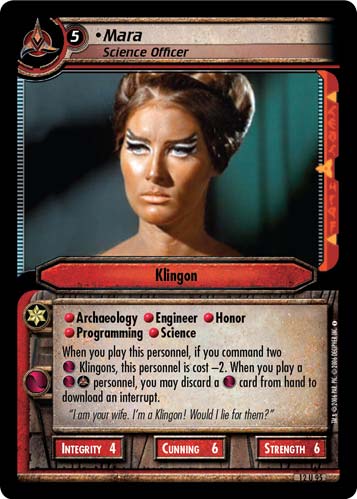 5 • Mara
Science Officer
Klingon
• Archaeology • Engineer • Honor
• Programming • Science
When you play this personnel, if you command two
Klingons, this personnel is cost –2. When you play a
personnel, you may discard a card from hand to
download an interrupt.
"I am your wife. I'm a Klingon! Would I lie for them?"
INTEGRITY 4 CUNNING 6 STRENGTH 6
12 U 95